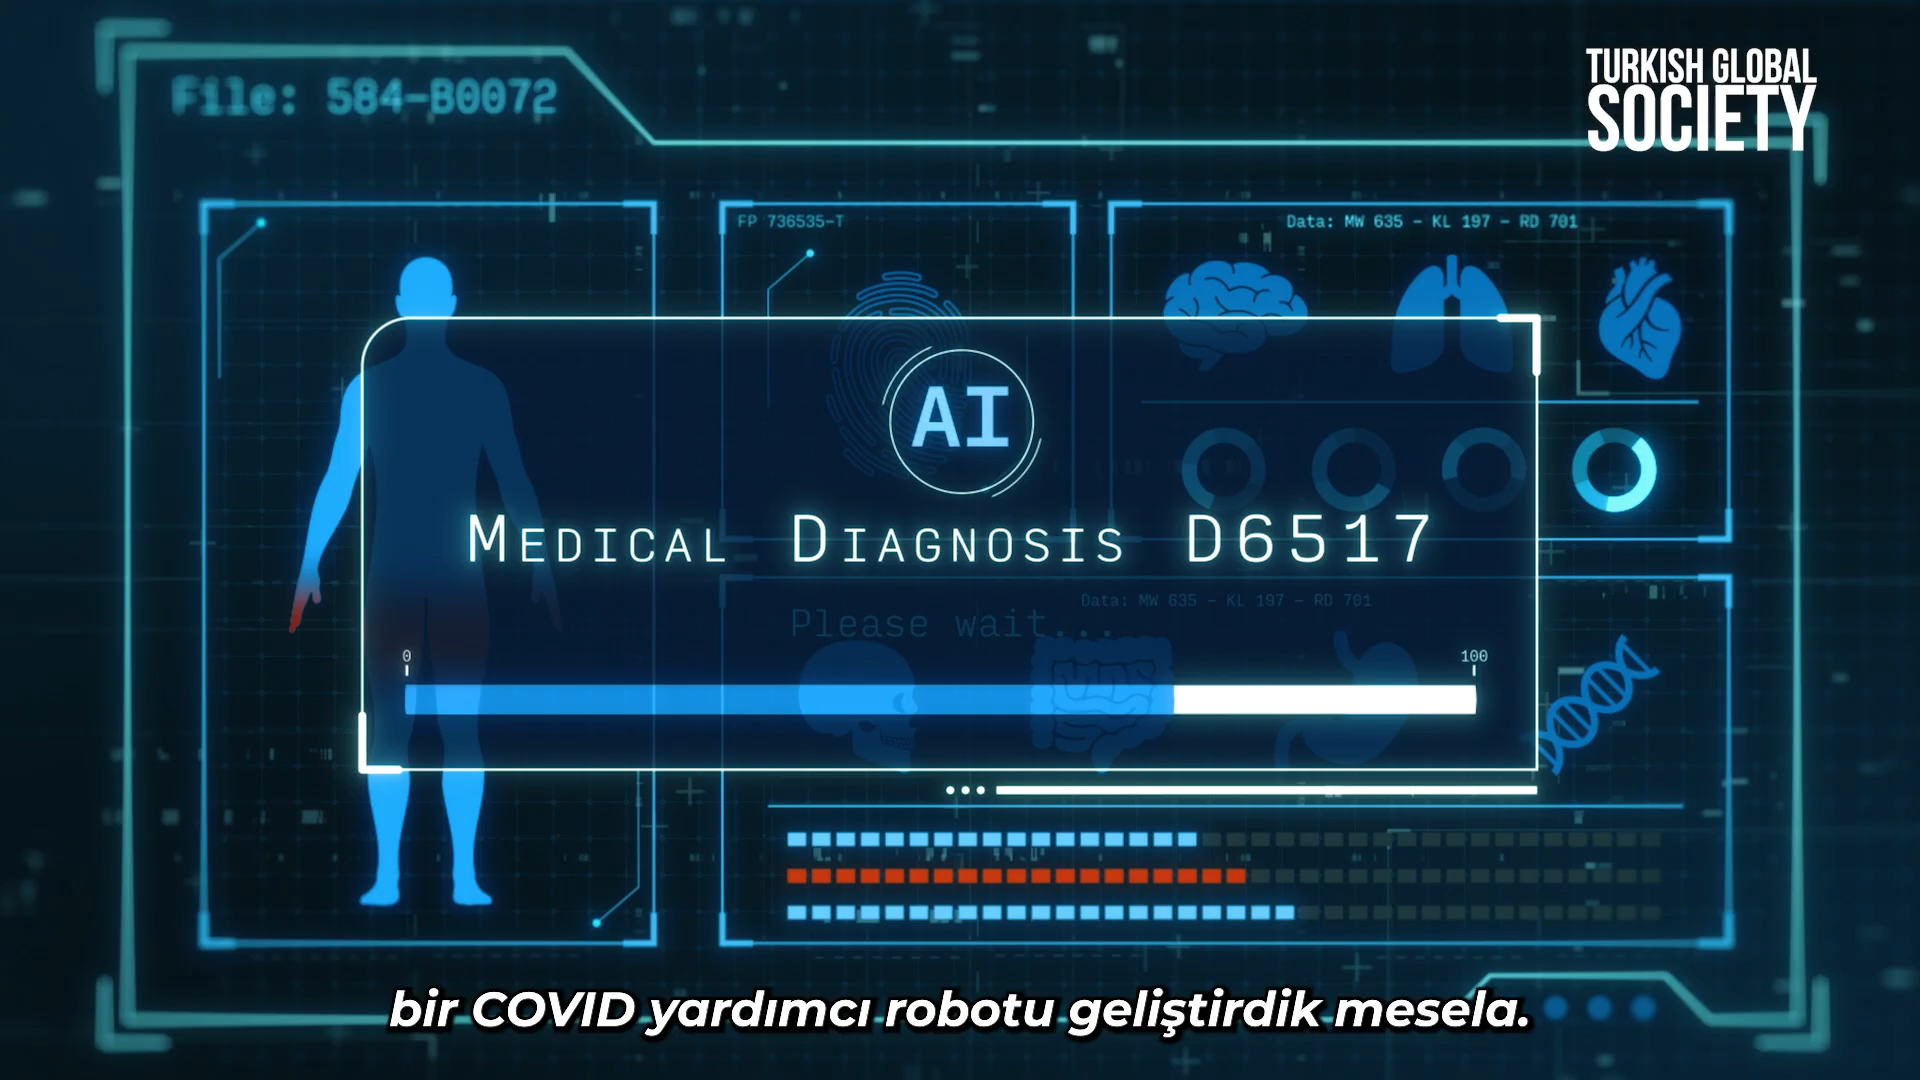 TURKISH GLOBAL
SOCIETY
File: 584-B0072
FP 736535-T
Data: MW 635 - KL 197 - RD 701
AI
MEDICAL DIAGNOSIS D6517
Data: MW 635 - KL 197 - RD 701
Please wait...
0
100
bir COVID yardımcı robotu geliştirdik mesela.